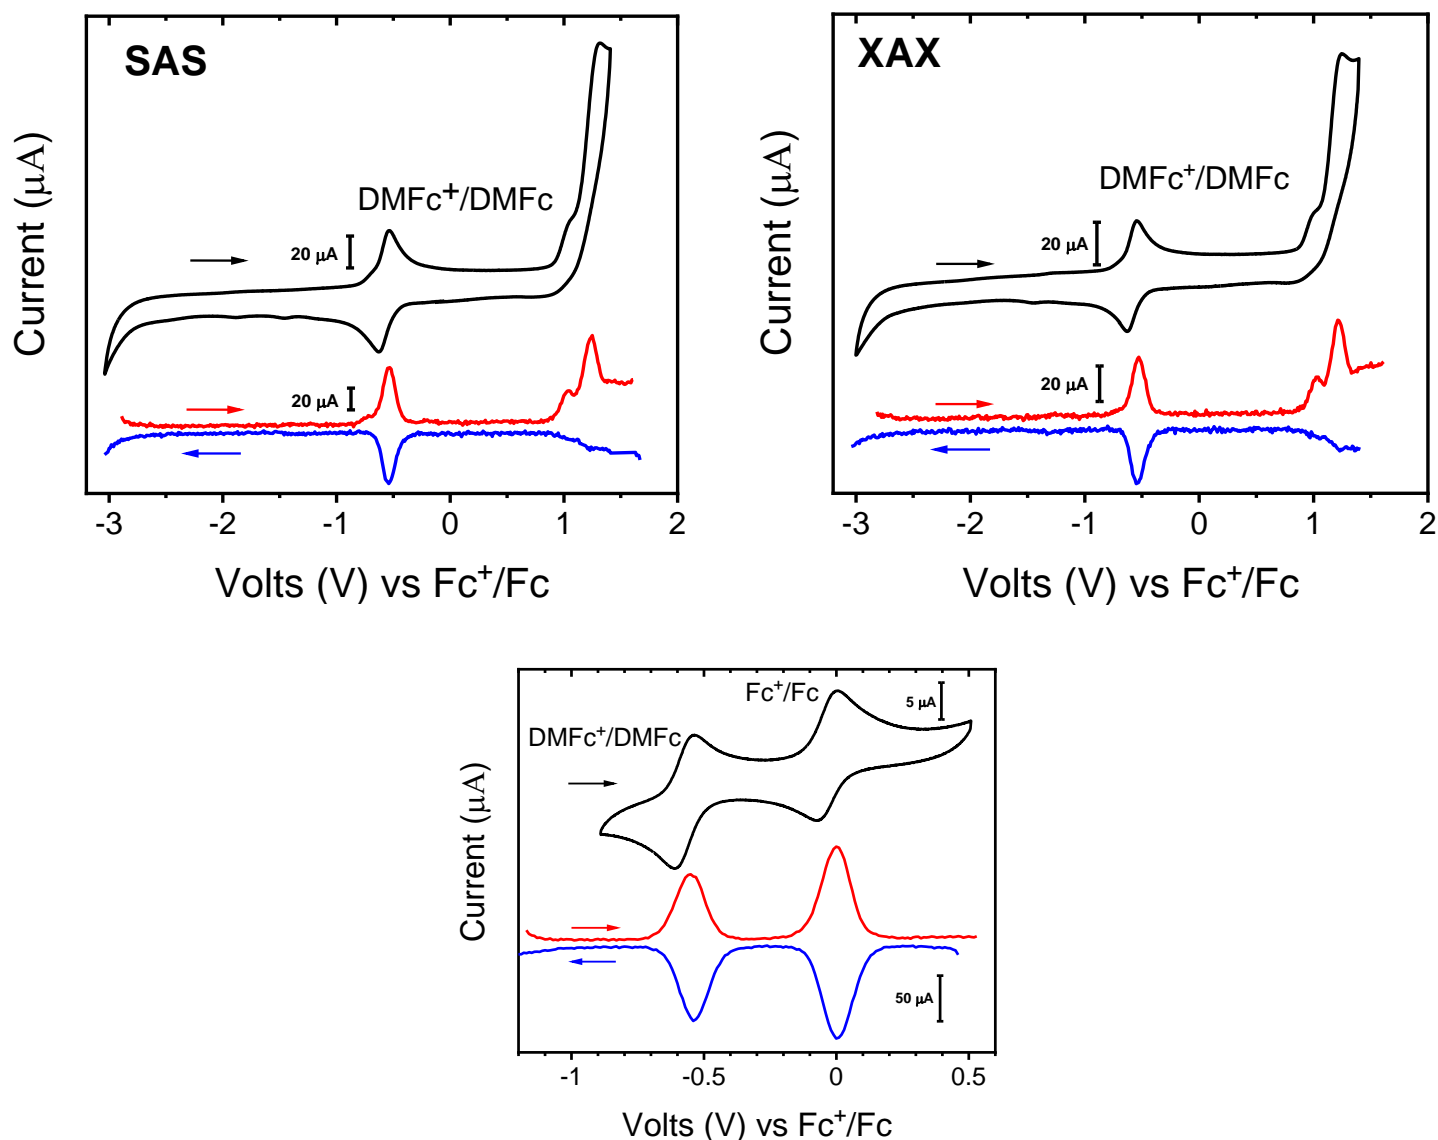 SAS
Current (μA)
DMFc⁺/DMFc
20 μA
20 μA
-3 -2 -1 0 1 2
Volts (V) vs Fc⁺/Fc
XAX
Current (μA)
DMFc⁺/DMFc
20 μA
20 μA
-3 -2 -1 0 1 2
Volts (V) vs Fc⁺/Fc
Fc⁺/Fc
5 μA
DMFc⁺/DMFc
Current (μA)
50 μA
-1 -0.5 0 0.5
Volts (V) vs Fc⁺/Fc